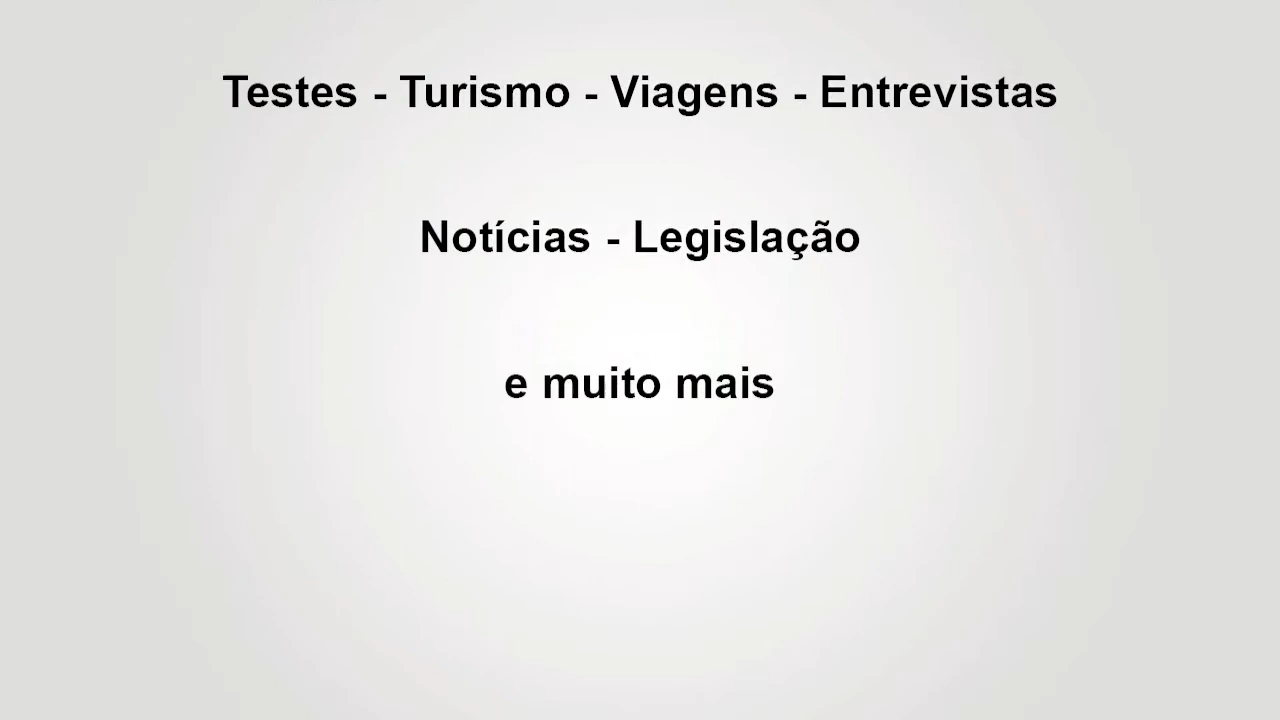 Testes - Turismo - Viagens - Entrevistas
Notícias - Legislação
e muito mais